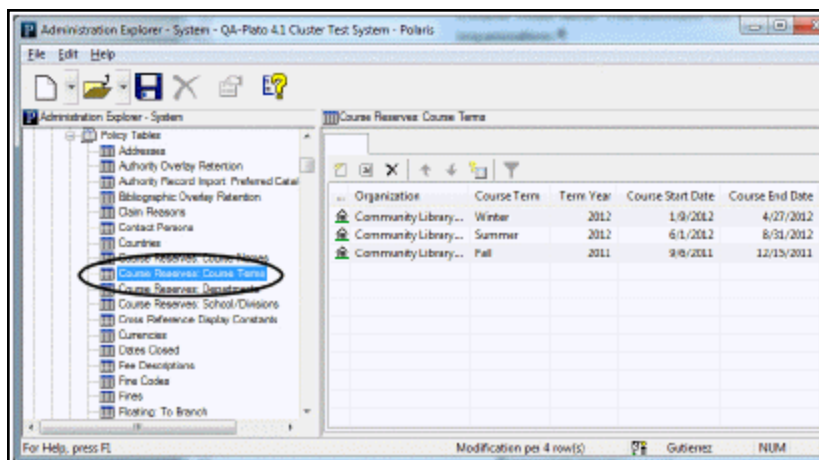 Administration Explorer - System - QA-Plato 4.1 Cluster Test System - Polaris
File Edit Help
Administration Explorer - System
Course Reserves: Course Terms
Policy Tables
Addresses
Authority Overlay Retention
Authority Record Import: Preferred Catal
Bibliographic Overlay Retention
Claim Reasons
Contact Persons
Countries
Course Reserves: Course Names
Course Reserves: Course Terms
Course Reserves: Departments
Course Reserves: School/Divisions
Cross Reference Display Constants
Currencies
Dates Closed
Fee Descriptions
Fine Codes
Fines
Floating: To Branch
... Organization Course Term Term Year Course Start Date Course End Date
Community Library... Winter 2012 1/9/2012 4/27/2012
Community Library... Summer 2012 6/1/2012 8/31/2012
Community Library... Fall 2011 9/6/2011 12/15/2011
For Help, press F1
Modification per 4 row(s)
Gutierrez
NUM